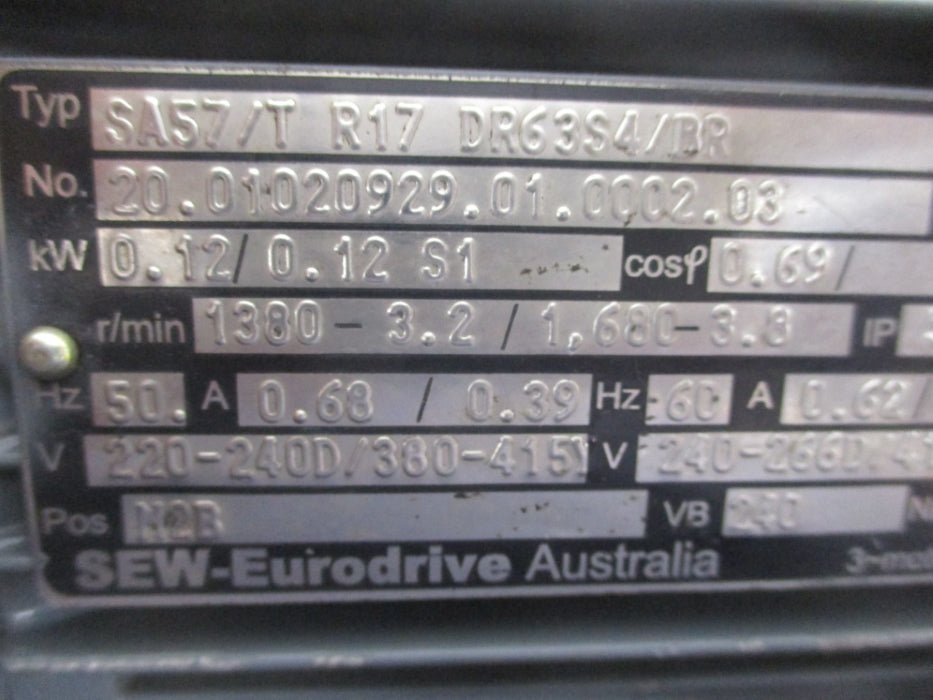 Typ SA57/T R17 DR63S4/BR
No. 20.01020929.01.0002.03
kW 0.12/ 0.12 S1 cosφ 0.69/
r/min 1380 - 3.2 / 1,680-3.8 IP
Hz 50. A 0.68 / 0.39 Hz 60 A 0.62/
V 220-240D/380-415Y V 240-266D/
Pos VB 240
SEW-Eurodrive Australia 3~mot